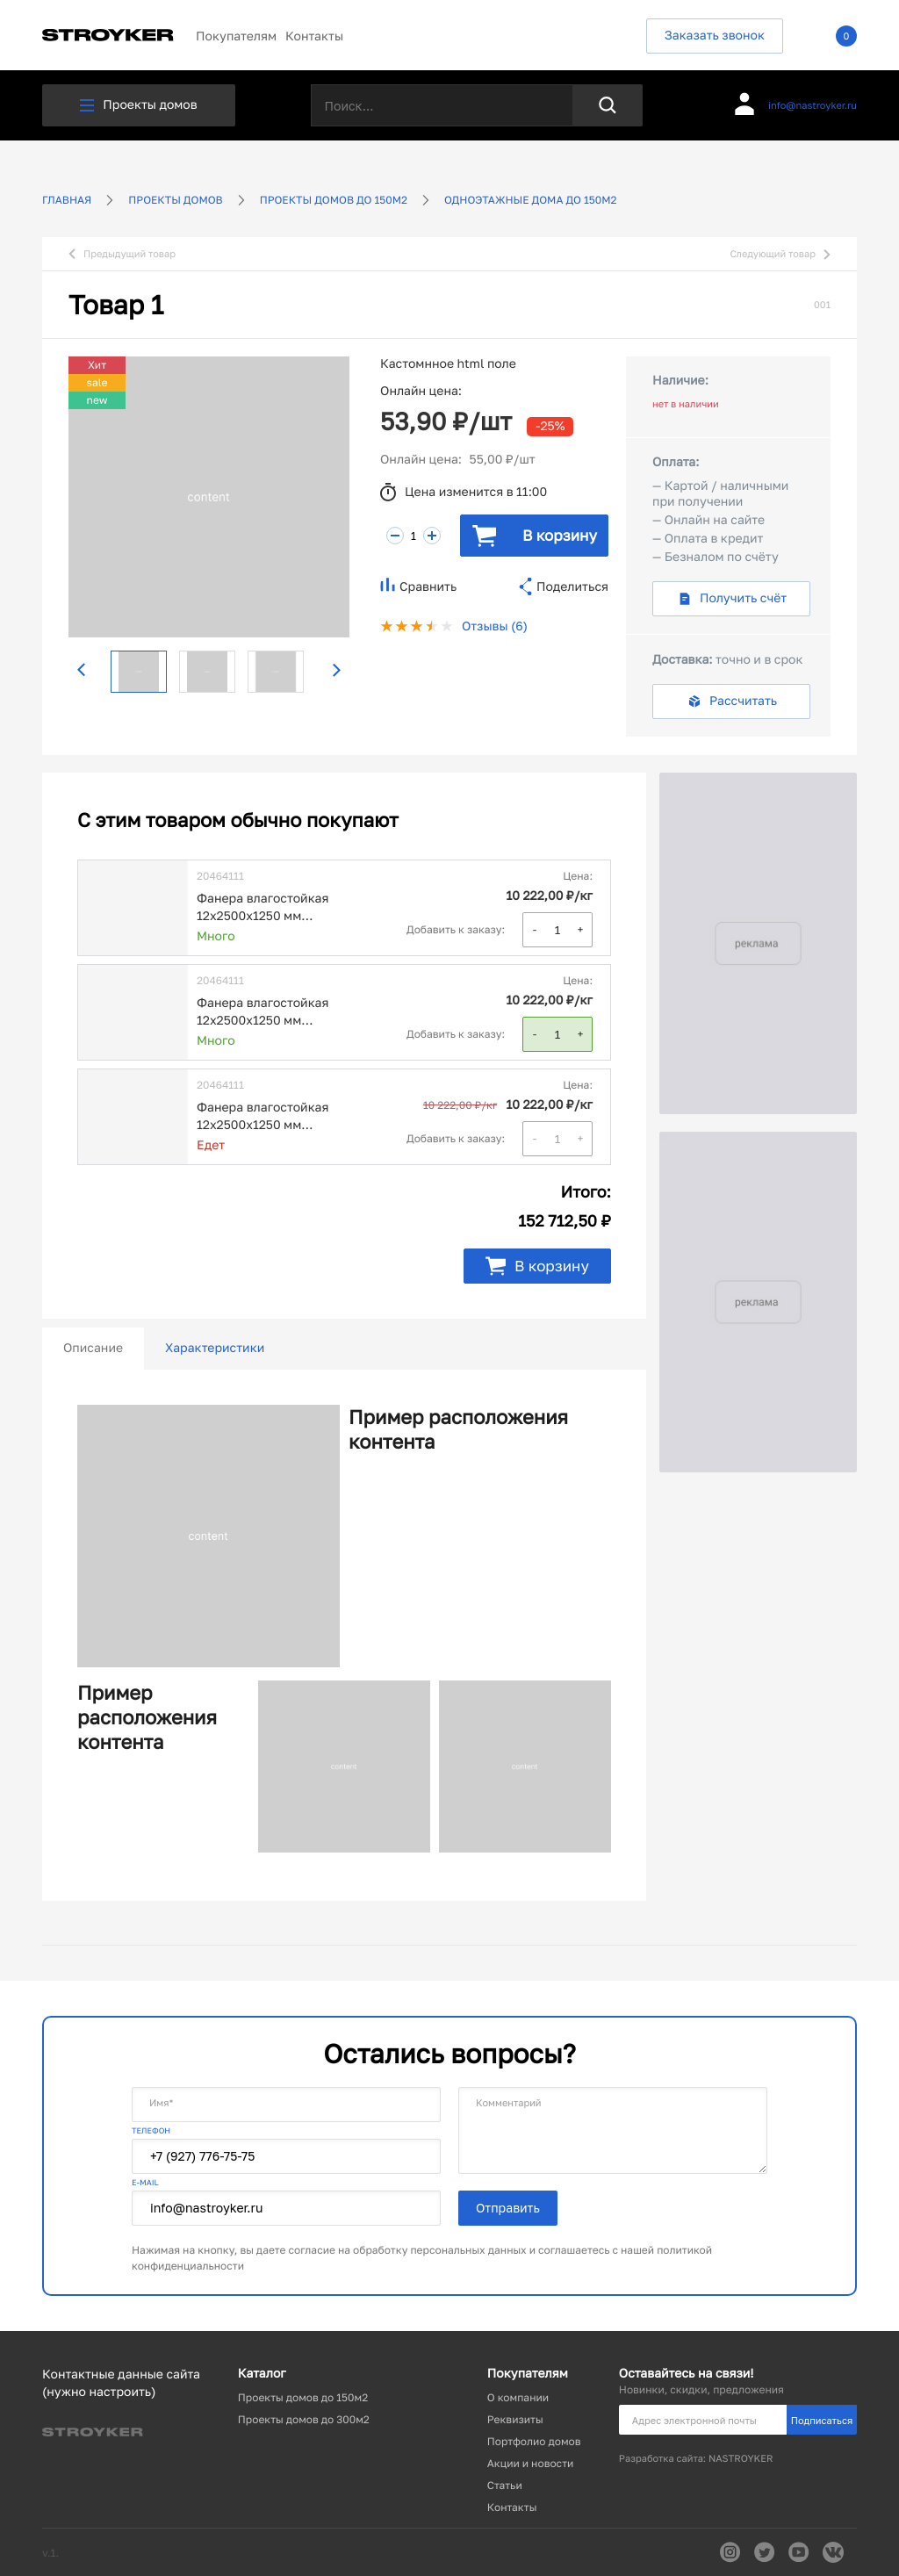 STROYKER
Покупателям Контакты
Заказать звонок
0
Проекты домов
Поиск...
info@nastroyker.ru
ГЛАВНАЯ
ПРОЕКТЫ ДОМОВ
ПРОЕКТЫ ДОМОВ ДО 150М2
ОДНОЭТАЖНЫЕ ДОМА ДО 150М2
Предыдущий товар
Следующий товар
Товар 1
001
Хит
sale
new
content
Кастомнное html поле
Онлайн цена:
53,90 ₽/шт
-25%
Онлайн цена: 55,00 ₽/шт
Цена изменится в 11:00
1
В корзину
Сравнить
Поделиться
Отзывы (6)
Наличие:
нет в наличии
Оплата:
— Картой / наличными
при получении
— Онлайн на сайте
— Оплата в кредит
— Безналом по счёту
Получить счёт
Доставка: точно и в срок
Рассчитать
С этим товаром обычно покупают
20464111
Цена:
Фанера влагостойкая
12х2500х1250 мм...
10 222,00 ₽/кг
Много
Добавить к заказу:
- 1 +
20464111
Цена:
Фанера влагостойкая
12х2500х1250 мм...
10 222,00 ₽/кг
Много
Добавить к заказу:
- 1 +
20464111
Цена:
Фанера влагостойкая
12х2500х1250 мм...
10 222,00 ₽/кг 10 222,00 ₽/кг
Едет
Добавить к заказу:
- 1 +
Итого:
152 712,50 ₽
В корзину
реклама
реклама
Описание
Характеристики
content
Пример расположения
контента
Пример
расположения
контента
content
content
Остались вопросы?
Имя*
Комментарий
ТЕЛЕФОН
+7 (927) 776-75-75
E-MAIL
info@nastroyker.ru
Отправить
Нажимая на кнопку, вы даете согласие на обработку персональных данных и соглашаетесь с нашей политикой
конфиденциальности
Контактные данные сайта
(нужно настроить)
STROYKER
Каталог
Проекты домов до 150м2
Проекты домов до 300м2
Покупателям
О компании
Реквизиты
Портфолио домов
Акции и новости
Статьи
Контакты
Оставайтесь на связи!
Новинки, скидки, предложения
Адрес электронной почты
Подписаться
Разработка сайта: NASTROYKER
v.1.